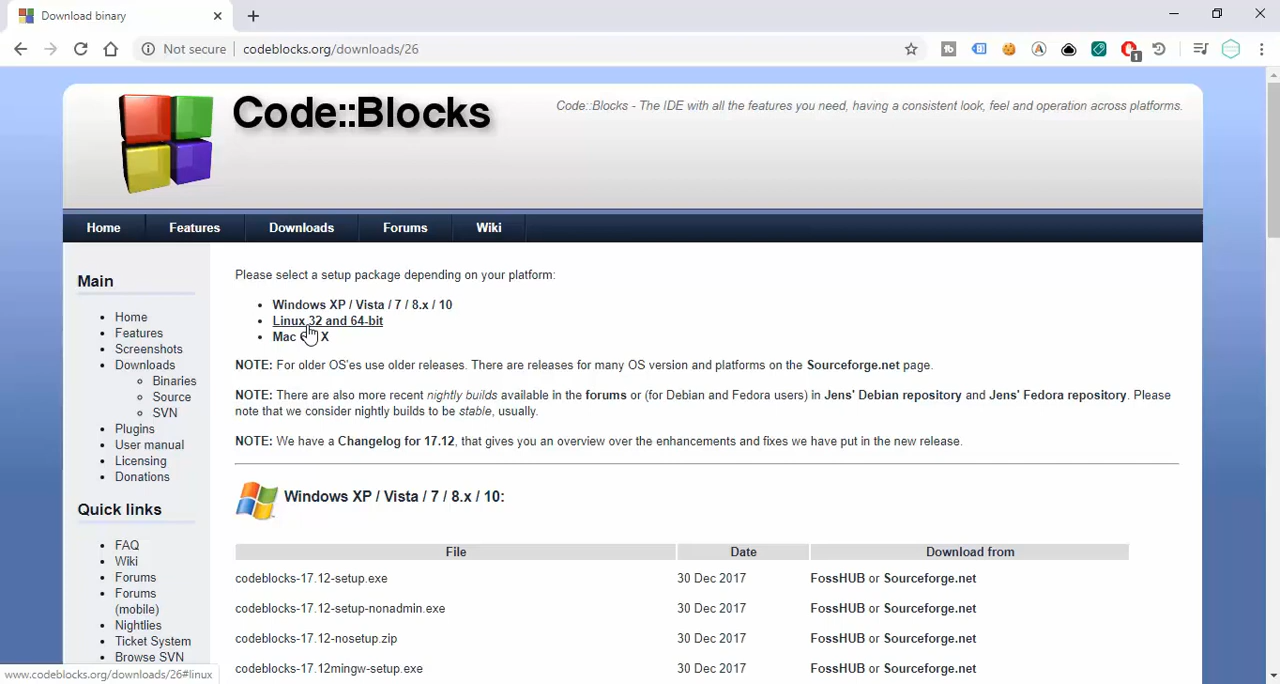 Download binary
Not secure codeblocks.org/downloads/26
1
Code::Blocks
Code::Blocks - The IDE with all the features you need, having a consistent look, feel and operation across platforms.
Home Features Downloads Forums Wiki
Main
Home
Features
Screenshots
Downloads
Binaries
Source
SVN
Plugins
User manual
Licensing
Donations
Quick links
FAQ
Wiki
Forums
Forums
(mobile)
Nightlies
Ticket System
Browse SVN
Please select a setup package depending on your platform:
Windows XP / Vista / 7 / 8.x / 10
Linux 32 and 64-bit
Mac X
NOTE: For older OS'es use older releases. There are releases for many OS version and platforms on the Sourceforge.net page.
NOTE: There are also more recent nightly builds available in the forums or (for Debian and Fedora users) in Jens' Debian repository and Jens' Fedora repository. Please
note that we consider nightly builds to be stable, usually.
NOTE: We have a Changelog for 17.12, that gives you an overview over the enhancements and fixes we have put in the new release.
Windows XP / Vista / 7 / 8.x / 10:
File Date Download from
codeblocks-17.12-setup.exe 30 Dec 2017 FossHUB or Sourceforge.net
codeblocks-17.12-setup-nonadmin.exe 30 Dec 2017 FossHUB or Sourceforge.net
codeblocks-17.12-nosetup.zip 30 Dec 2017 FossHUB or Sourceforge.net
codeblocks-17.12mingw-setup.exe 30 Dec 2017 FossHUB or Sourceforge.net
www.codeblocks.org/downloads/26#linux